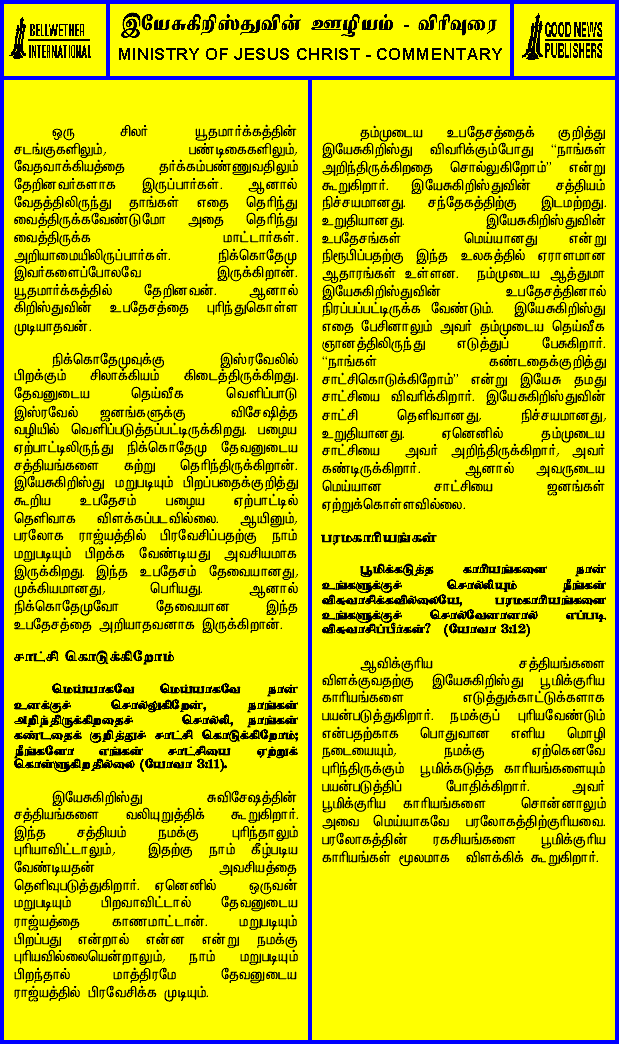 BELLWETHER
INTERNATIONAL
இயேசுகிறிஸ்துவின் ஊழியம் - விரிவுரை
MINISTRY OF JESUS CHRIST - COMMENTARY
GOOD NEWS
PUBLISHERS
ஒரு சிலர் யூதமார்க்கத்தின்
சடங்குகளிலும், பண்டிகைகளிலும்,
வேதவாக்கியத்தை தர்க்கம்பண்ணுவதிலும்
தேறினவர்களாக இருப்பார்கள். ஆனால்
வேதத்திலிருந்து தாங்கள் எதை தெரிந்து
வைத்திருக்கவேண்டுமோ அதை தெரிந்து
வைத்திருக்க மாட்டார்கள்.
அறியாமையிலிருப்பார்கள். நிக்கொதேமு
இவர்களைப்போலவே இருக்கிறான்.
யூதமார்க்கத்தில் தேறினவன். ஆனால்
கிறிஸ்துவின் உபதேசத்தை புரிந்துகொள்ள
முடியாதவன்.
நிக்கொதேமுவுக்கு இஸ்ரவேலில்
பிறக்கும் சிலாக்கியம் கிடைத்திருக்கிறது.
தேவனுடைய தெய்வீக வெளிப்பாடு
இஸ்ரவேல் ஜனங்களுக்கு விசேஷித்த
வழியில் வெளிப்படுத்தப்பட்டிருக்கிறது. பழைய
ஏற்பாட்டிலிருந்து நிக்கொதேமு தேவனுடைய
சத்தியங்களை கற்று தெரிந்திருக்கிறான்.
இயேசுகிறிஸ்து மறுபடியும் பிறப்பதைக்குறித்து
கூறிய உபதேசம் பழைய ஏற்பாட்டில்
தெளிவாக விளக்கப்படவில்லை. ஆயினும்,
பரலோக ராஜ்யத்தில் பிரவேசிப்பதற்கு நாம்
மறுபடியும் பிறக்க வேண்டியது அவசியமாக
இருக்கிறது. இந்த உபதேசம் தேவையானது,
முக்கியமானது, பெரியது. ஆனால்
நிக்கொதேமுவோ தேவையான இந்த
உபதேசத்தை அறியாதவனாக இருக்கிறான்.
சாட்சி கொடுக்கிறோம்
மெய்யாகவே மெய்யாகவே நான்
உனக்குச் சொல்லுகிறேன், நாங்கள்
அறிந்திருக்கிறதைச் சொல்லி, நாங்கள்
கண்டதைக் குறித்துச் சாட்சி கொடுக்கிறோம்;
நீங்களோ எங்கள் சாட்சியை ஏற்றுக்
கொள்ளுகிறதில்லை (யோவா 3:11).
இயேசுகிறிஸ்து சுவிசேஷத்தின்
சத்தியங்களை வலியுறுத்திக் கூறுகிறார்.
இந்த சத்தியம் நமக்கு புரிந்தாலும்
புரியாவிட்டாலும், இதற்கு நாம் கீழ்படிய
வேண்டியதன் அவசியத்தை
தெளிவுபடுத்துகிறார். ஏனெனில் ஒருவன்
மறுபடியும் பிறவாவிட்டால் தேவனுடைய
ராஜ்யத்தை காணமாட்டான். மறுபடியும்
பிறப்பது என்றால் என்ன என்று நமக்கு
புரியவில்லையென்றாலும், நாம் மறுபடியும்
பிறந்தால் மாத்திரமே தேவனுடைய
ராஜ்யத்தில் பிரவேசிக்க முடியும்.
தம்முடைய உபதேசத்தைக் குறித்து
இயேசுகிறிஸ்து விவரிக்கும்போது “நாங்கள்
அறிந்திருக்கிறதை சொல்லுகிறோம்” என்று
கூறுகிறார். இயேசுகிறிஸ்துவின் சத்தியம்
நிச்சயமானது. சந்தேகத்திற்கு இடமற்றது.
உறுதியானது. இயேசுகிறிஸ்துவின்
உபதேசங்கள் மெய்யானது என்று
நிரூபிப்பதற்கு இந்த உலகத்தில் ஏராளமான
ஆதாரங்கள் உள்ளன. நம்முடைய ஆத்துமா
இயேசுகிறிஸ்துவின் உபதேசத்தினால்
நிரப்பப்பட்டிருக்க வேண்டும். இயேசுகிறிஸ்து
எதை பேசினாலும் அவர் தம்முடைய தெய்வீக
ஞானத்திலிருந்து எடுத்துப் பேசுகிறார்.
“நாங்கள் கண்டதைக்குறித்து
சாட்சிகொடுக்கிறோம்” என்று இயேசு தமது
சாட்சியை விவரிக்கிறார். இயேசுகிறிஸ்துவின்
சாட்சி தெளிவானது, நிச்சயமானது,
உறுதியானது. ஏனெனில் தம்முடைய
சாட்சியை அவர் அறிந்திருக்கிறார், அவர்
கண்டிருக்கிறார். ஆனால் அவருடைய
மெய்யான சாட்சியை ஜனங்கள்
ஏற்றுக்கொள்ளவில்லை.
பரமகாரியங்கள்
பூமிக்கடுத்த காரியங்களை நான்
உங்களுக்குச் சொல்லியும் நீங்கள்
விசுவாசிக்கவில்லையே, பரமகாரியங்களை
உங்களுக்குச் சொல்வேனானால் எப்படி
விசுவாசிப்பீர்கள்? (யோவா 3:12)
ஆவிக்குரிய சத்தியங்களை
விளக்குவதற்கு இயேசுகிறிஸ்து பூமிக்குரிய
காரியங்களை எடுத்துக்காட்டுக்களாக
பயன்படுத்துகிறார். நமக்குப் புரியவேண்டும்
என்பதற்காக பொதுவான எளிய மொழி
நடையையும், நமக்கு ஏற்கெனவே
புரிந்திருக்கும் பூமிக்கடுத்த காரியங்களையும்
பயன்படுத்திப் போதிக்கிறார். அவர்
பூமிக்குரிய காரியங்களை சொன்னாலும்
அவை மெய்யாகவே பரலோகத்திற்குரியவை.
பரலோகத்தின் ரகசியங்களை பூமிக்குரிய
காரியங்கள் மூலமாக விளக்கிக் கூறுகிறார்.